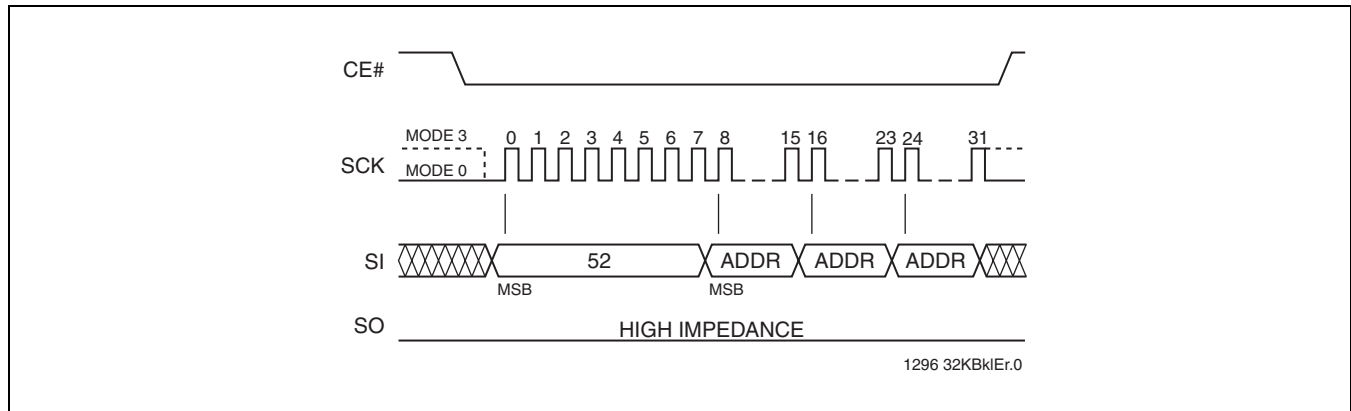 CE#
MODE 3
0 1 2 3 4 5 6 7 8 15 16 23 24 31
SCK
MODE 0
SI
52 ADDR ADDR ADDR
MSB MSB
SO
HIGH IMPEDANCE
1296 32KBklEr.0